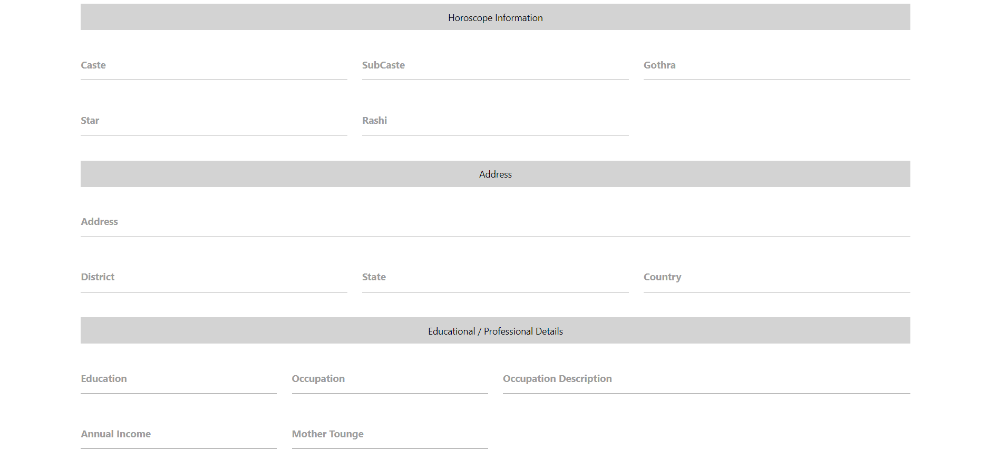 Horoscope Information
Caste SubCaste Gothra
Star Rashi
Address
Address
District State Country
Educational / Professional Details
Education Occupation Occupation Description
Annual Income Mother Tounge